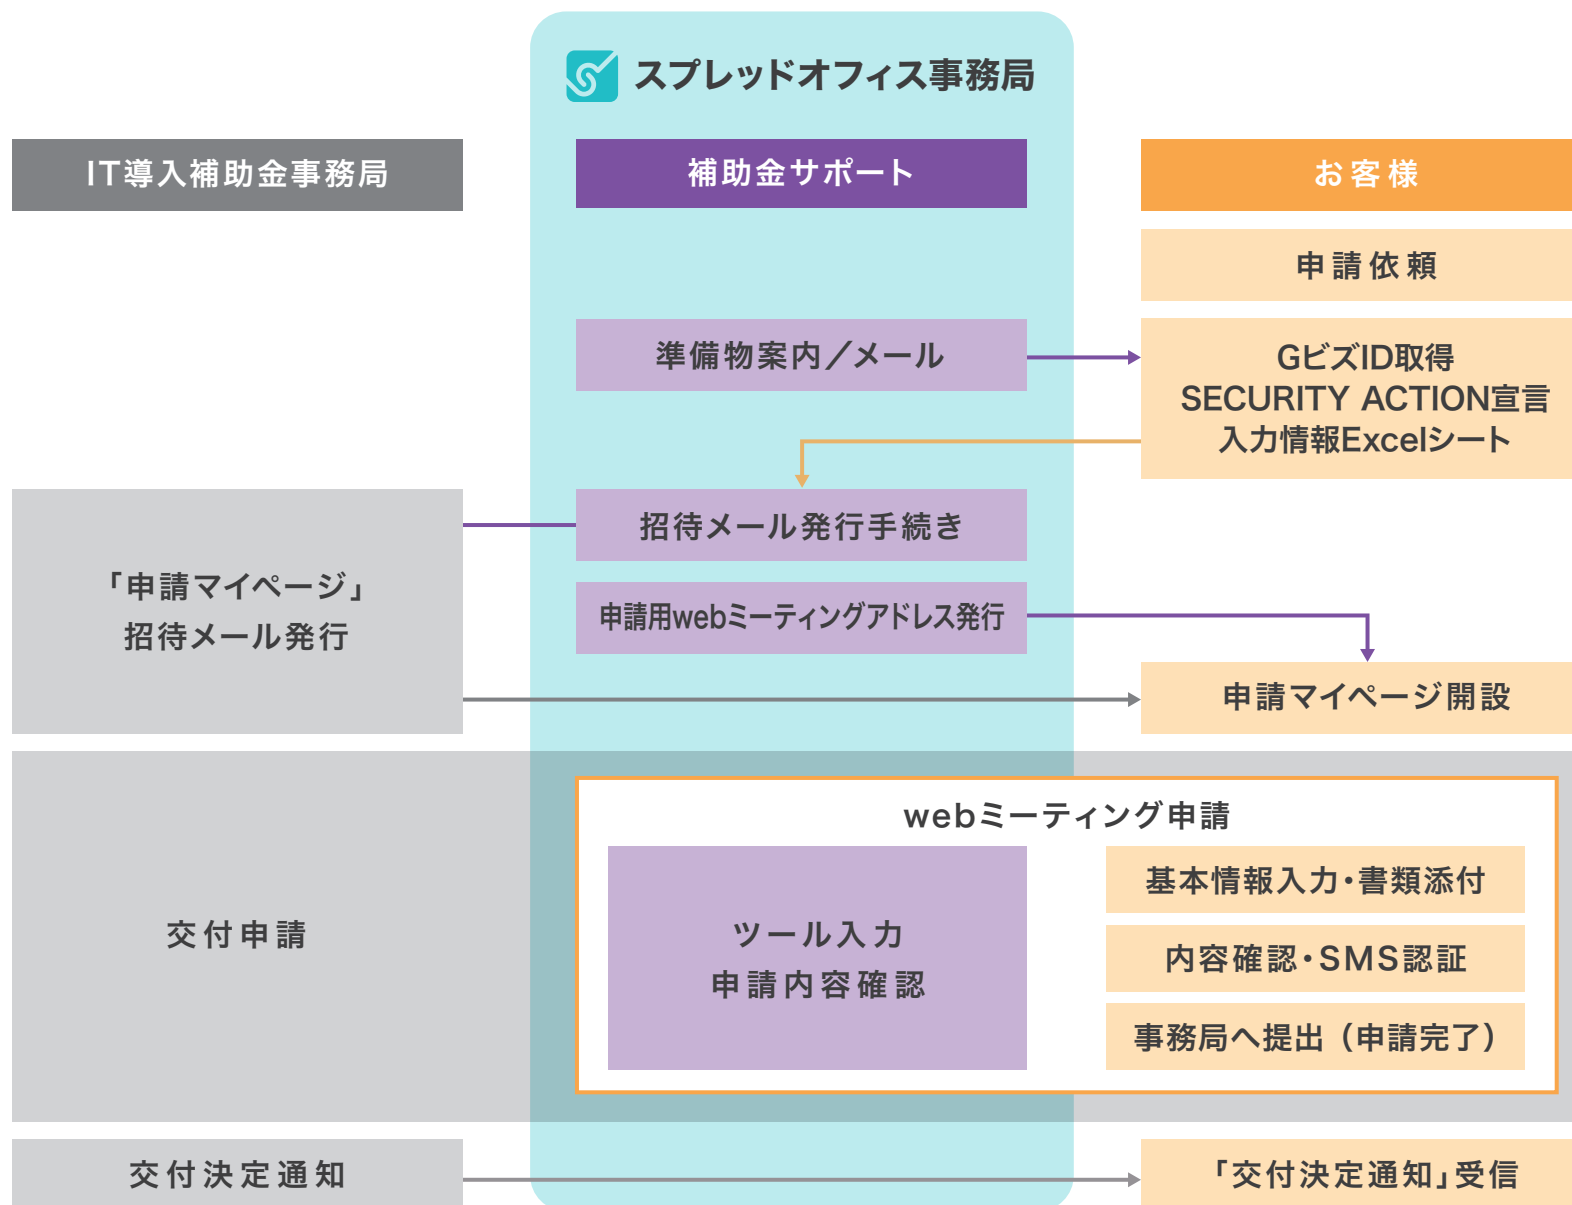 スプレッドオフィス事務局
IT導入補助金事務局
補助金サポート
お客様
申請依頼
準備物案内／メール
GビズID取得
SECURITY ACTION宣言
入力情報Excelシート
招待メール発行手続き
「申請マイページ」
招待メール発行
申請用webミーティングアドレス発行
申請マイページ開設
webミーティング申請
交付申請
ツール入力
申請内容確認
基本情報入力・書類添付
内容確認・SMS認証
事務局へ提出（申請完了）
交付決定通知
「交付決定通知」受信